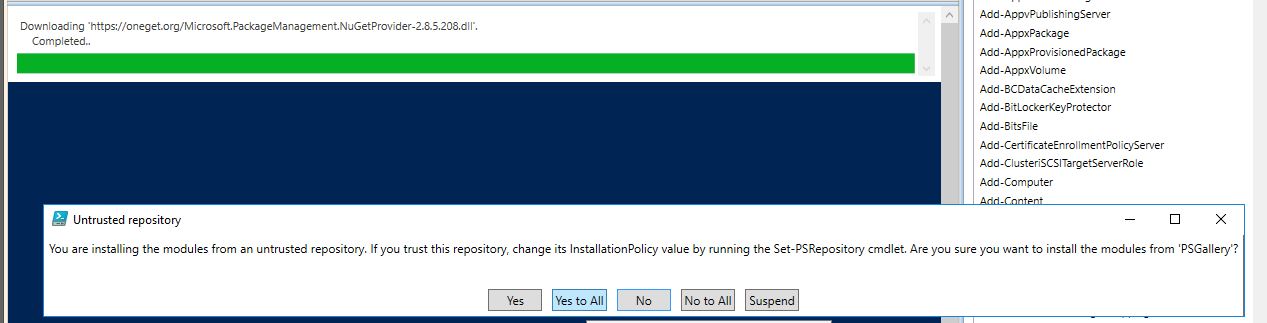 Downloading 'https://oneget.org/Microsoft.PackageManagement.NuGetProvider-2.8.5.208.dll'.
Completed..
Add-AppvPublishingServer
Add-AppxPackage
Add-AppxProvisionedPackage
Add-AppxVolume
Add-BCDataCacheExtension
Add-BitLockerKeyProtector
Add-BitsFile
Add-CertificateEnrollmentPolicyServer
Add-ClusteriSCSITargetServerRole
Add-Computer
Add-Content
Untrusted repository
You are installing the modules from an untrusted repository. If you trust this repository, change its InstallationPolicy value by running the Set-PSRepository cmdlet. Are you sure you want to install the modules from 'PSGallery'?
Yes
Yes to All
No
No to All
Suspend